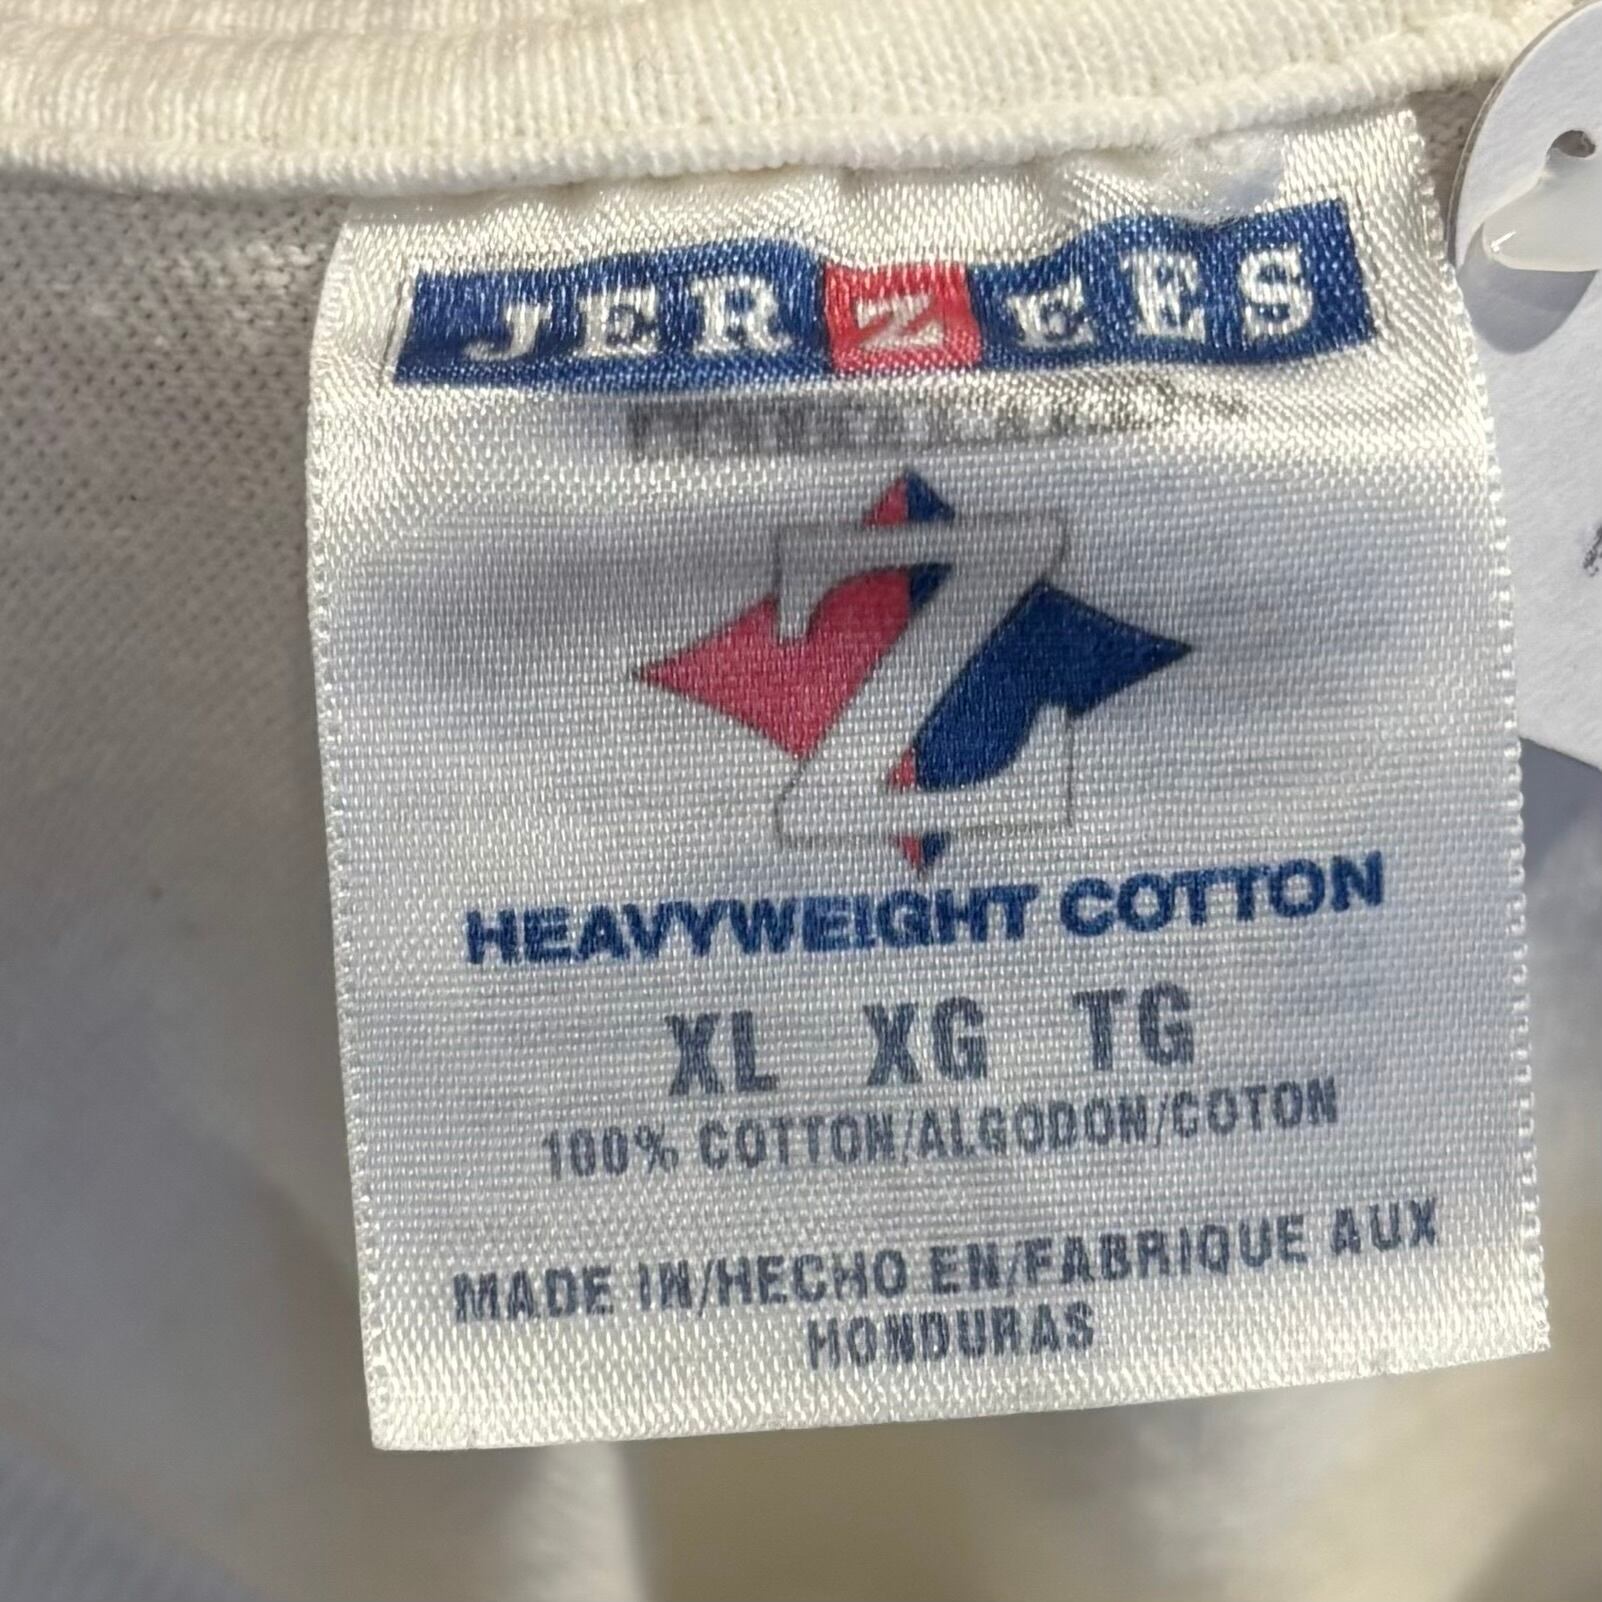 JERZEES
Z
HEAVYWEIGHT COTTON
XL XG TG
100% COTTON/ALGODON/COTON
MADE IN/HECHO EN/FABRIQUE AUX
HONDURAS